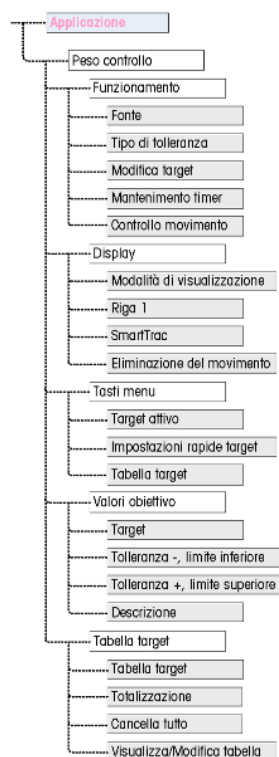 Applicazione
Peso controllo
Funzionamento
Fonte
Tipo di tolleranza
Modifica target
Mantenimento timer
Controllo movimento
Display
Modalità di visualizzazione
Riga 1
SmartTrac
Eliminazione del movimento
Tasti menu
Target attivo
Impostazioni rapide target
Tabella target
Valori obiettivo
Target
Tolleranza -, limite inferiore
Tolleranza +, limite superiore
Descrizione
Tabella target
Tabella target
Totalizzazione
Cancella tutto
Visualizza/Modifica tabella